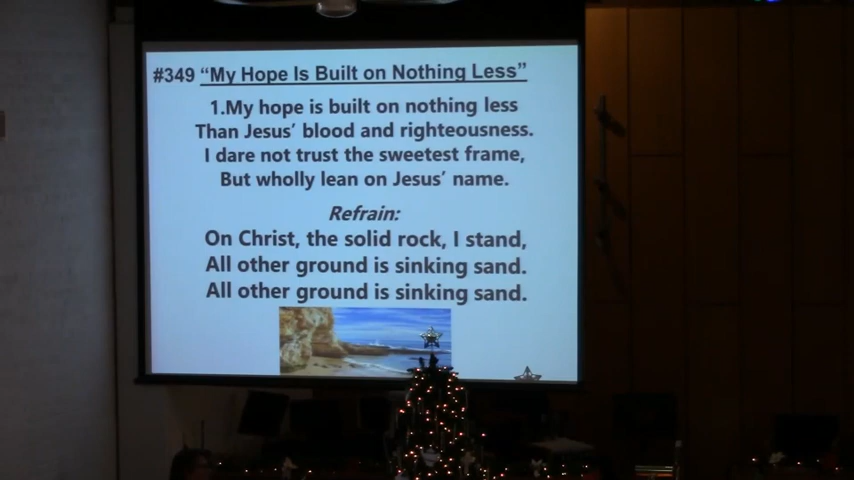 #349 “My Hope Is Built on Nothing Less”
1.My hope is built on nothing less
Than Jesus’ blood and righteousness.
I dare not trust the sweetest frame,
But wholly lean on Jesus’ name.
Refrain:
On Christ, the solid rock, I stand,
All other ground is sinking sand.
All other ground is sinking sand.